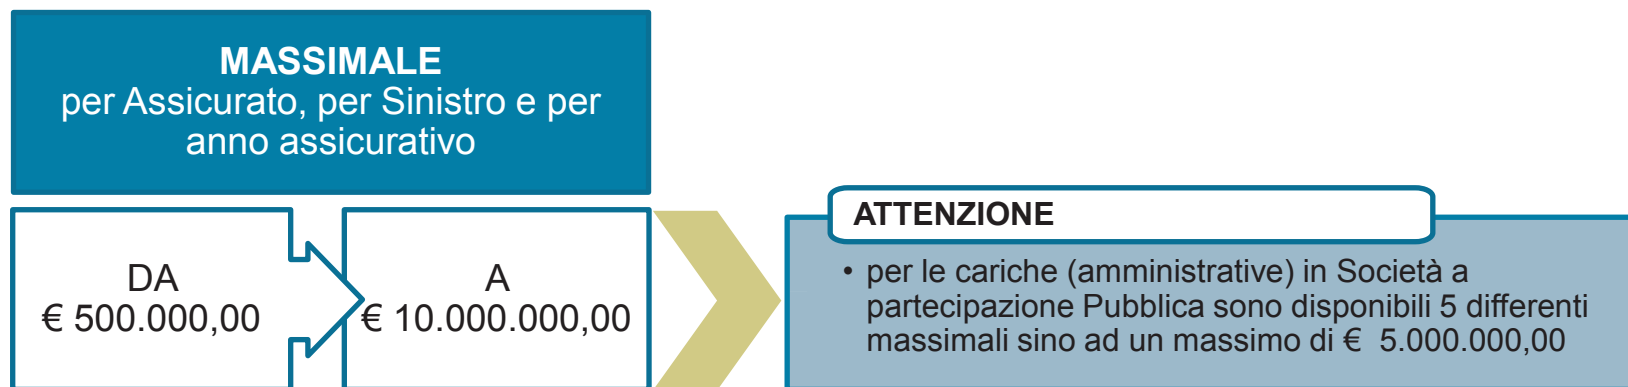 MASSIMALE
per Assicurato, per Sinistro e per
anno assicurativo
DA
€ 500.000,00
A
€ 10.000.000,00
ATTENZIONE
• per le cariche (amministrative) in Società a
partecipazione Pubblica sono disponibili 5 differenti
massimali sino ad un massimo di €  5.000.000,00